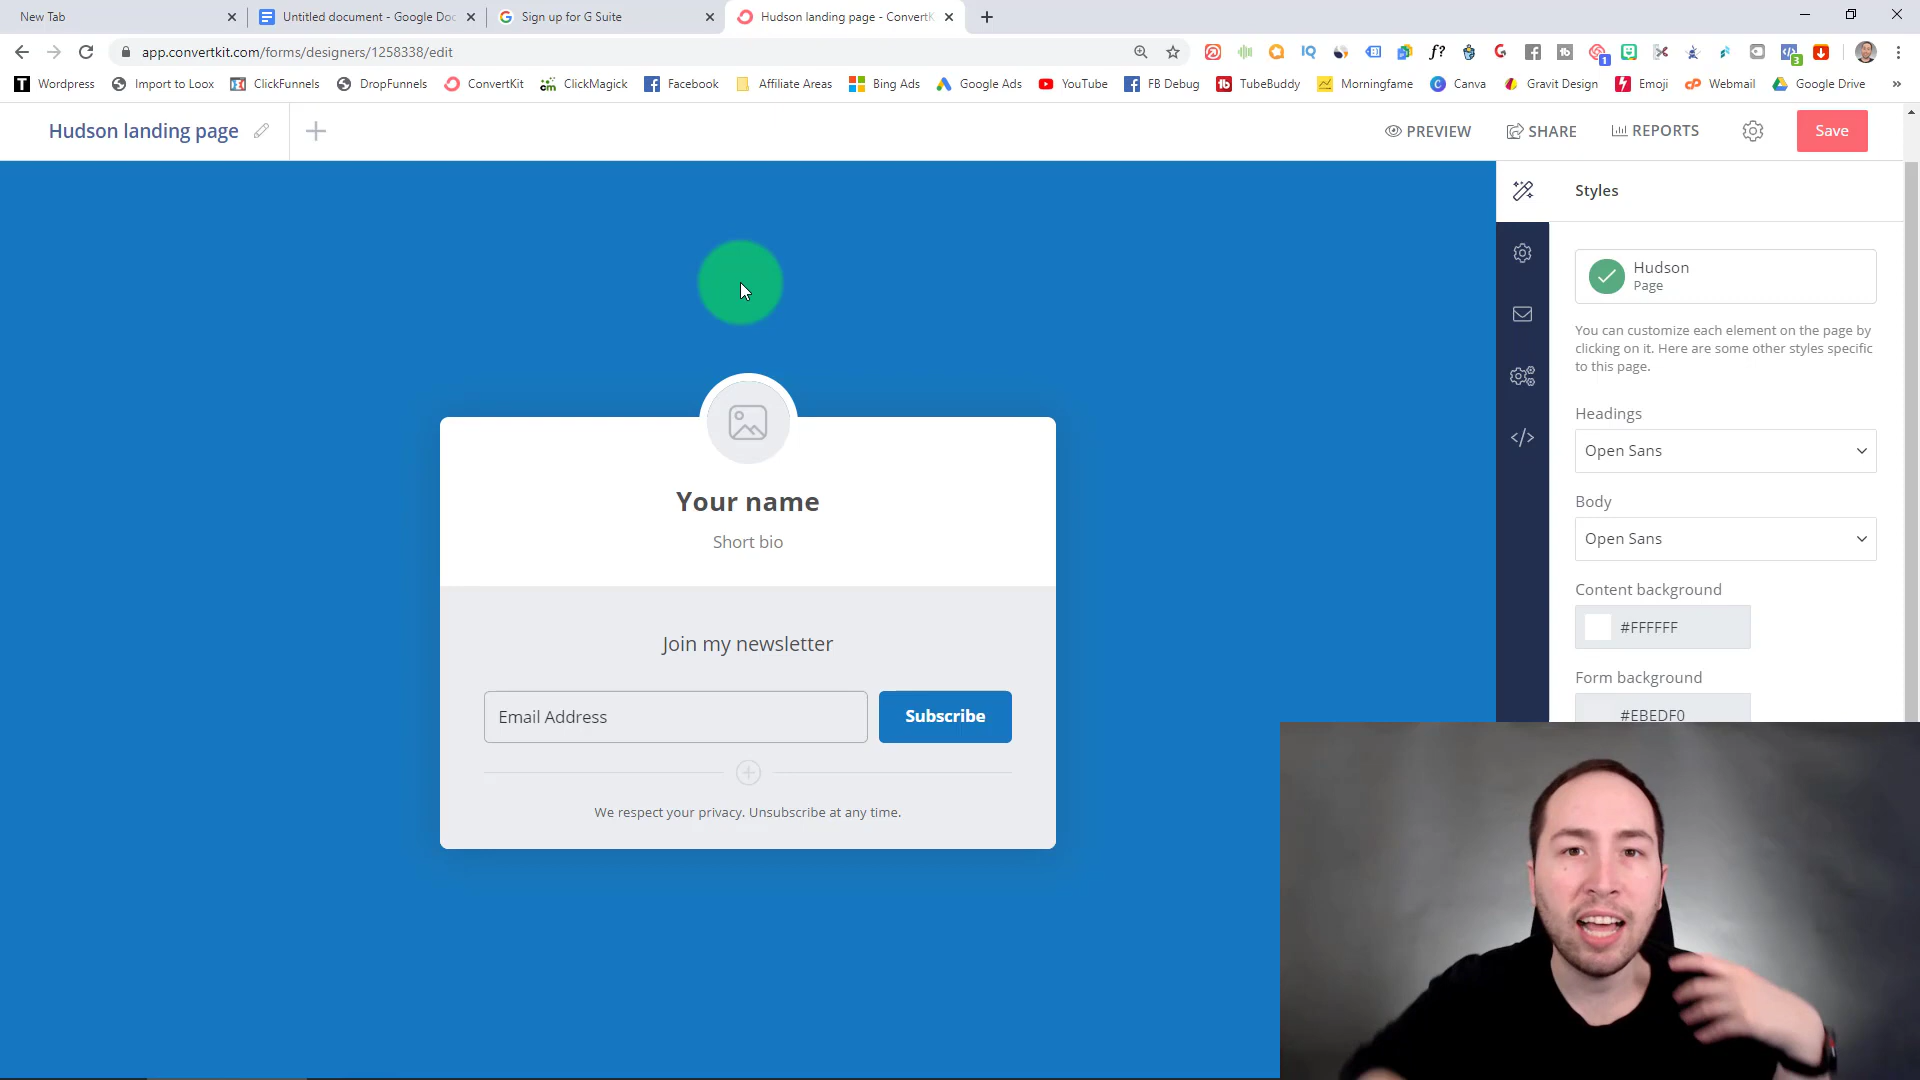 New Tab
Untitled document - Google Doc
Sign up for G Suite
Hudson landing page - ConvertK
app.convertkit.com/forms/designers/1258338/edit
Wordpress
Import to Loox
ClickFunnels
DropFunnels
ConvertKit
ClickMagick
Facebook
Affiliate Areas
Bing Ads
Google Ads
YouTube
FB Debug
TubeBuddy
Morningfame
Canva
Gravit Design
Emoji
Webmail
Google Drive
Hudson landing page
PREVIEW
SHARE
REPORTS
Save
Styles
Hudson
Page
You can customize each element on the page by
clicking on it. Here are some other styles specific
to this page.
Headings
Open Sans
Body
Open Sans
Content background
#FFFFFF
Form background
#EBEDF0
Your name
Short bio
Join my newsletter
Email Address
Subscribe
We respect your privacy. Unsubscribe at any time.